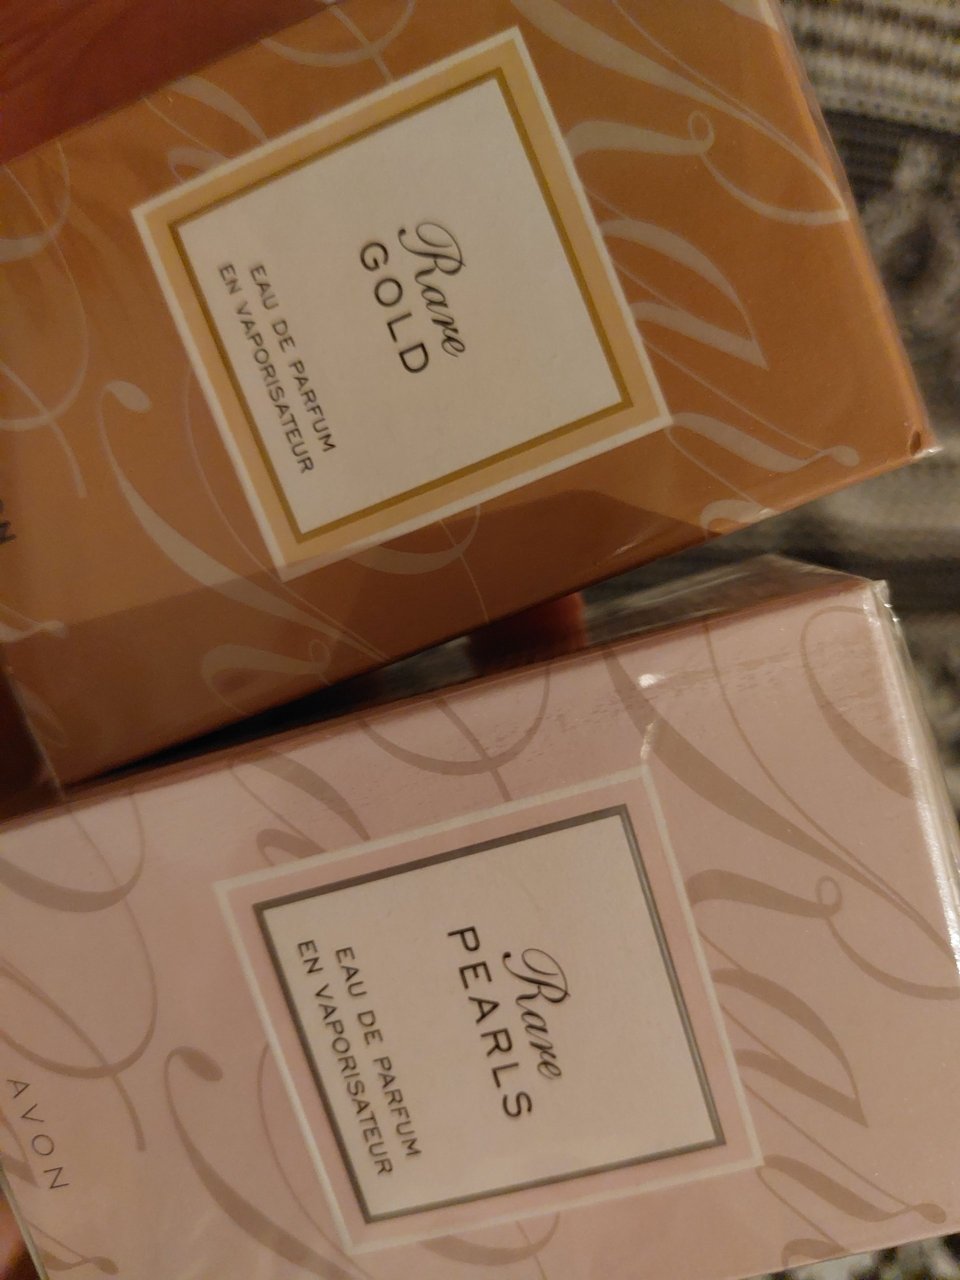 Rare
GOLD
EAU DE PARFUM
EN VAPORISATEUR
Rare
PEARLS
EAU DE PARFUM
EN VAPORISATEUR
AVON